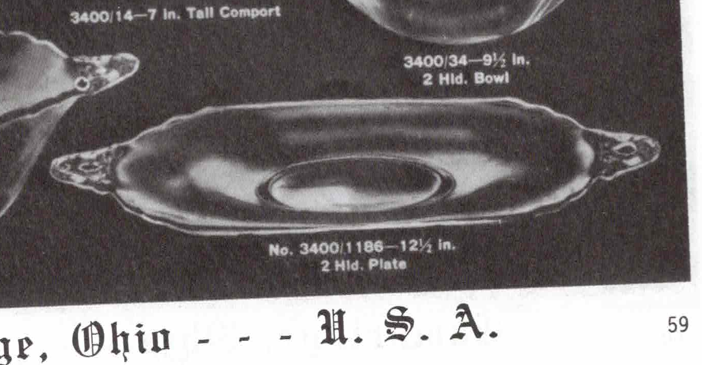 3400/14—7 in. Tall Comport
3400/34—9½ in.
2 Hld. Bowl
No. 3400/1186—12½ in.
2 Hld. Plate
ge, Ohio - - - U. S. A.
59